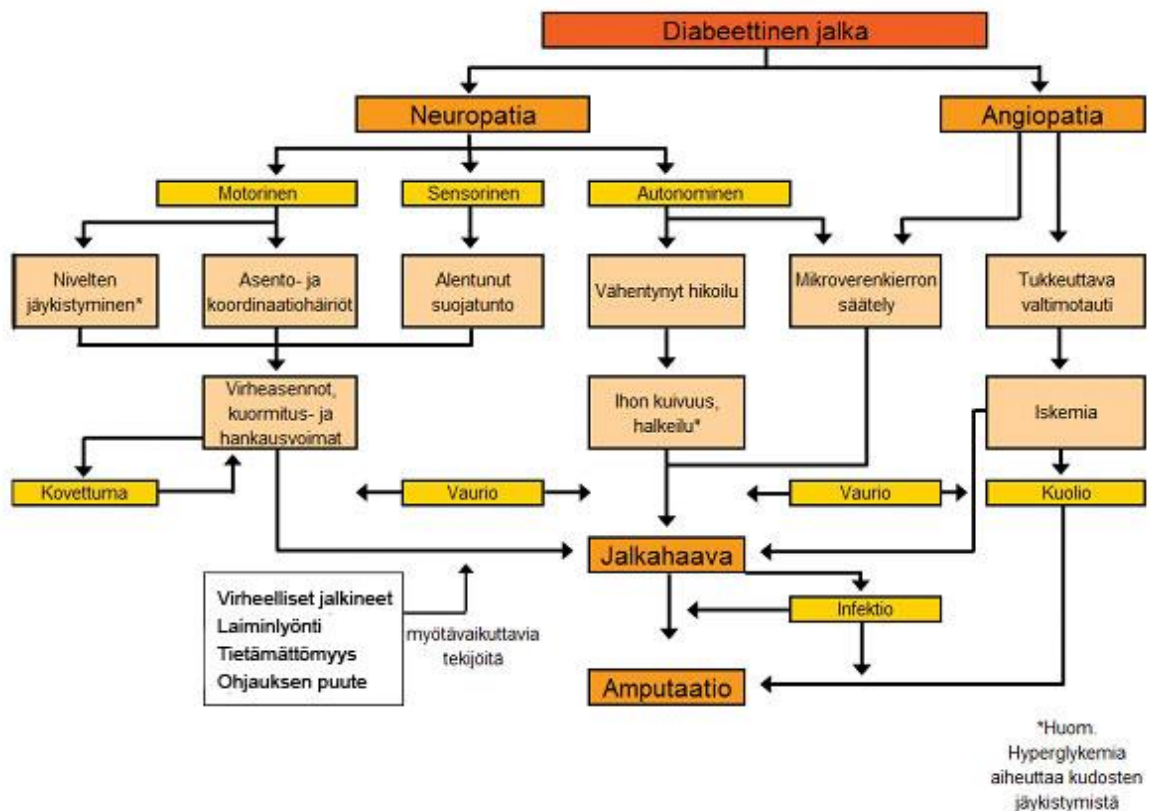 Diabeettinen jalka
Neuropatia
Angiopatia
Motorinen
Sensorinen
Autonominen
Nivelten
jäykistyminen*
Asento- ja
koordinaatiohäiriöt
Alentunut
suojatunto
Vähentynyt hikoilu
Mikroverenkierron
säätely
Tukkeuttava
valtimotauti
Virheasennot,
kuormitus- ja
hankausvoimat
Ihon kuivuus,
halkeilu*
Iskemia
Kovettuma
Vaurio
Vaurio
Kuolio
Jalkahaava
Virheelliset jalkineet
Laiminlyönti
Tietämättömyys
Ohjauksen puute
myötävaikuttavia
tekijöitä
Infektio
Amputaatio
*Huom.
Hyperglykemia
aiheuttaa kudosten
jäykistymistä